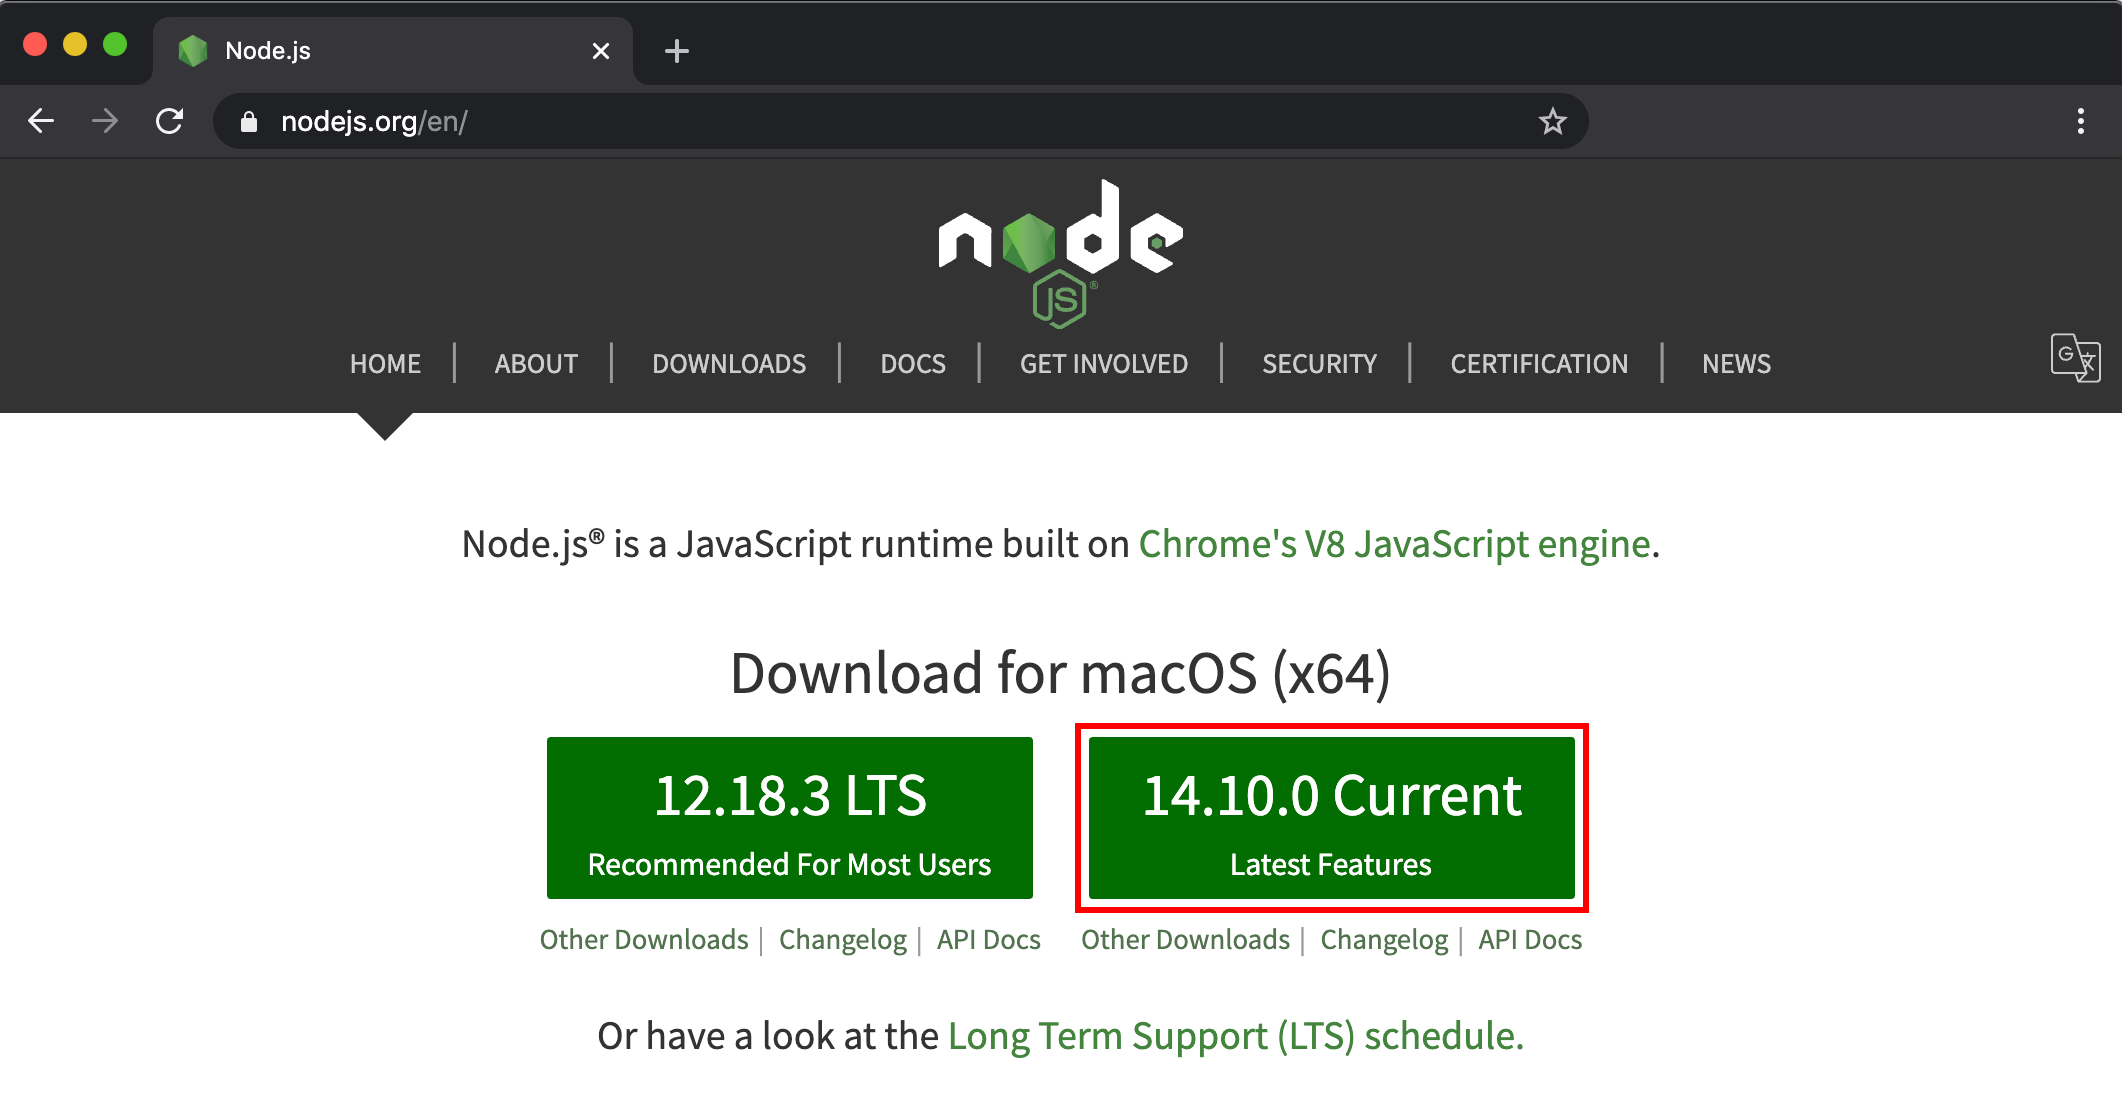 Node.js
nodejs.org/en/
node
JS®
HOME | ABOUT | DOWNLOADS | DOCS | GET INVOLVED | SECURITY | CERTIFICATION | NEWS
G 文
Node.js® is a JavaScript runtime built on Chrome's V8 JavaScript engine.
Download for macOS (x64)
12.18.3 LTS
Recommended For Most Users
14.10.0 Current
Latest Features
Other Downloads | Changelog | API Docs
Other Downloads | Changelog | API Docs
Or have a look at the Long Term Support (LTS) schedule.